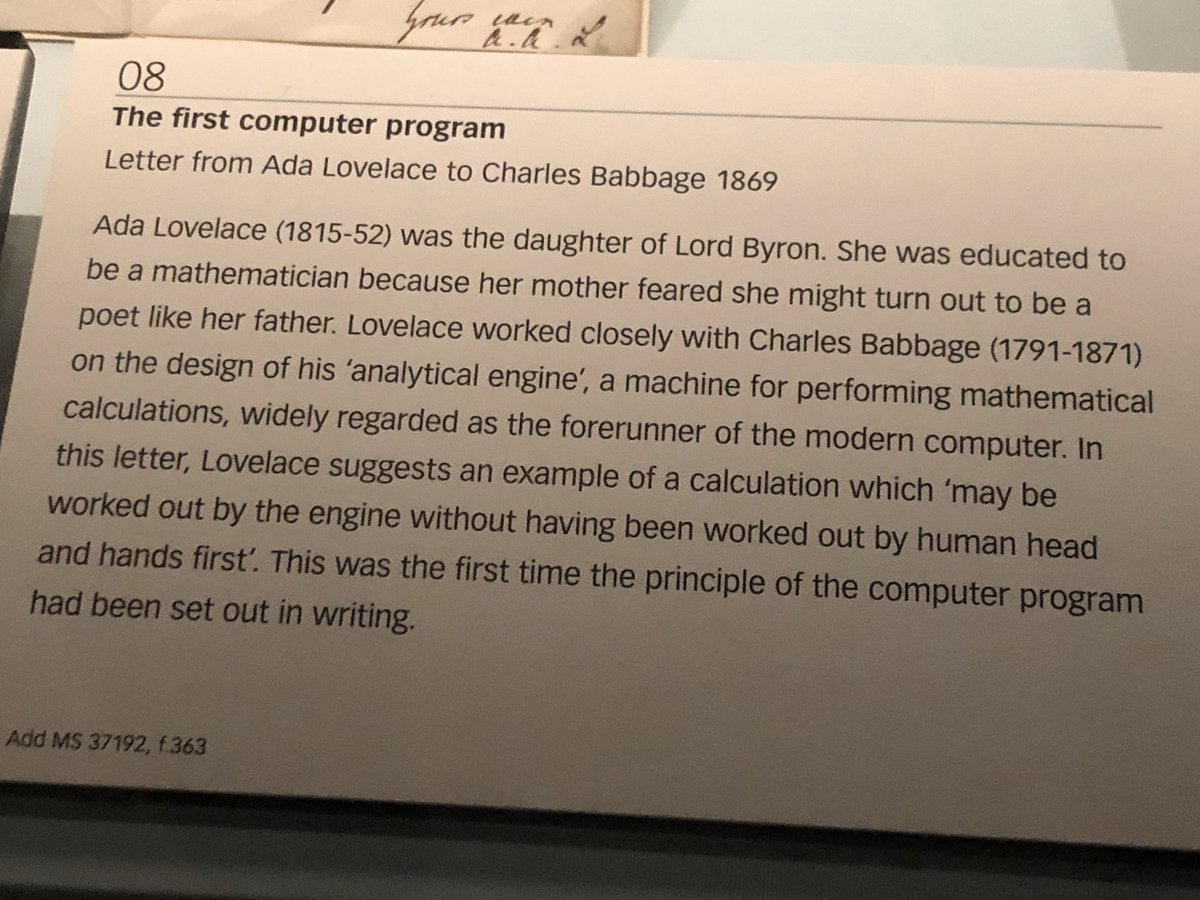 yours ever
A.A.L
08
The first computer program
Letter from Ada Lovelace to Charles Babbage 1869
Ada Lovelace (1815-52) was the daughter of Lord Byron. She was educated to
be a mathematician because her mother feared she might turn out to be a
poet like her father. Lovelace worked closely with Charles Babbage (1791-1871)
on the design of his ‘analytical engine’, a machine for performing mathematical
calculations, widely regarded as the forerunner of the modern computer. In
this letter, Lovelace suggests an example of a calculation which ‘may be
worked out by the engine without having been worked out by human head
and hands first’. This was the first time the principle of the computer program
had been set out in writing.
Add MS 37192, f.363